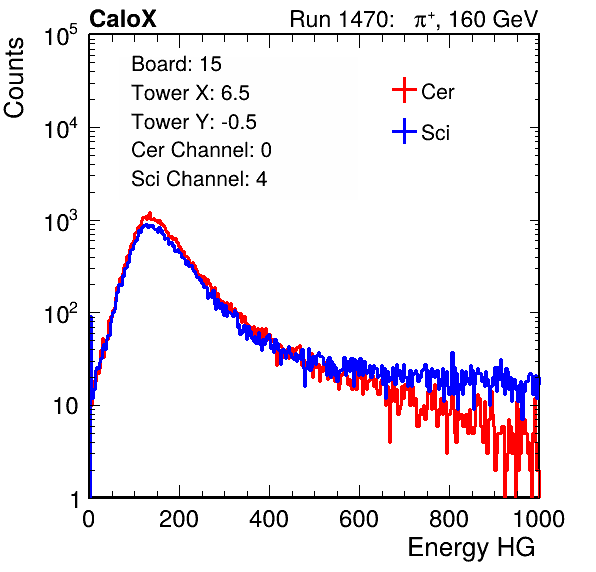 CaloX Run 1470: π⁺, 160 GeV
Counts
Board: 15
Tower X: 6.5
Tower Y: -0.5
Cer Channel: 0
Sci Channel: 4
Cer
Sci
10⁵
10⁴
10³
10²
10
1
0 200 400 600 800 1000
Energy HG